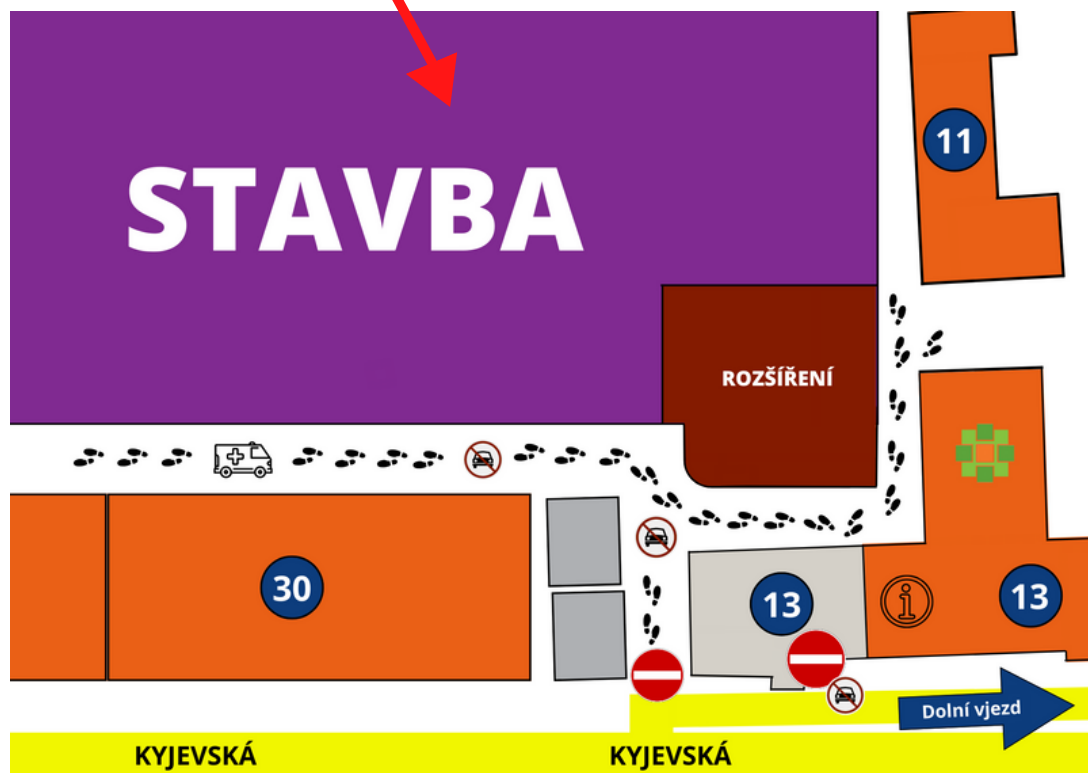 STAVBA
11
ROZŠÍŘENÍ
30
13
i
13
Dolní vjezd
KYJEVSKÁ
KYJEVSKÁ